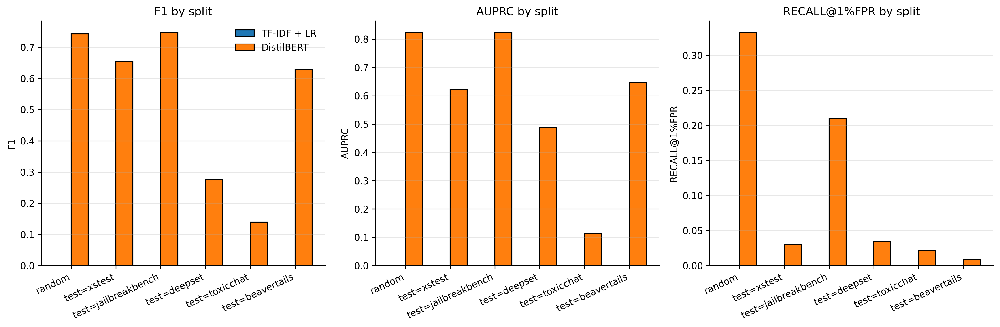 F1 by split
F1
0.7
0.6
0.5
0.4
0.3
0.2
0.1
0.0
TF-IDF + LR
DistilBERT
random
test=xstest
test=jailbreakbench
test=deepset
test=toxicchat
test=beavertails
AUPRC by split
AUPRC
0.8
0.7
0.6
0.5
0.4
0.3
0.2
0.1
0.0
random
test=xstest
test=jailbreakbench
test=deepset
test=toxicchat
test=beavertails
RECALL@1%FPR by split
RECALL@1%FPR
0.30
0.25
0.20
0.15
0.10
0.05
0.00
random
test=xstest
test=jailbreakbench
test=deepset
test=toxicchat
test=beavertails